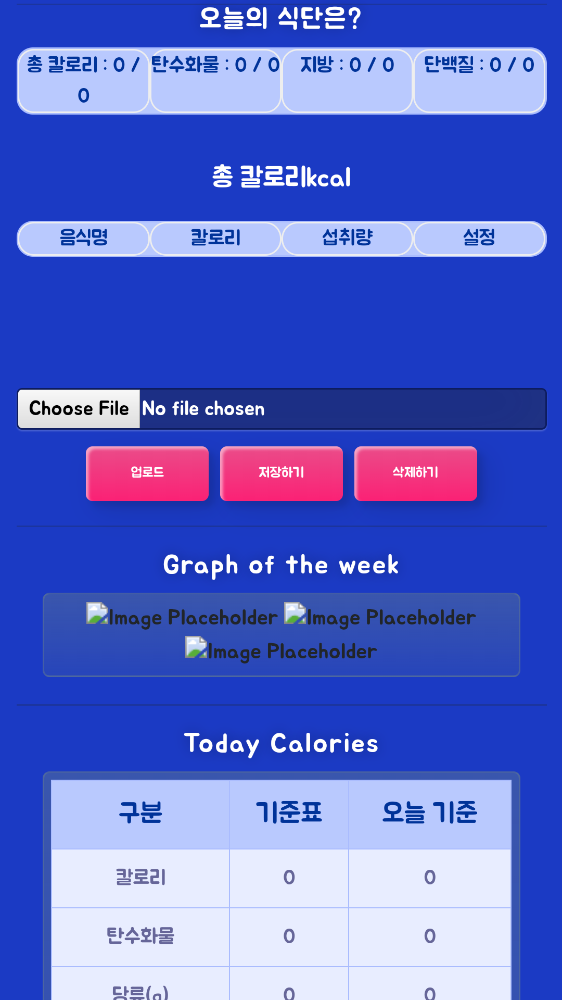 오늘의 식단은?
총 칼로리 : 0 / 0
탄수화물 : 0 / 0
지방 : 0 / 0
단백질 : 0 / 0
총 칼로리kcal
음식명 칼로리 섭취량 설정
Choose File No file chosen
업로드 저장하기 삭제하기
Graph of the week
Image Placeholder Image Placeholder
Image Placeholder
Today Calories
구분 기준표 오늘 기준
칼로리 0 0
탄수화물 0 0
당류(g) 0 0